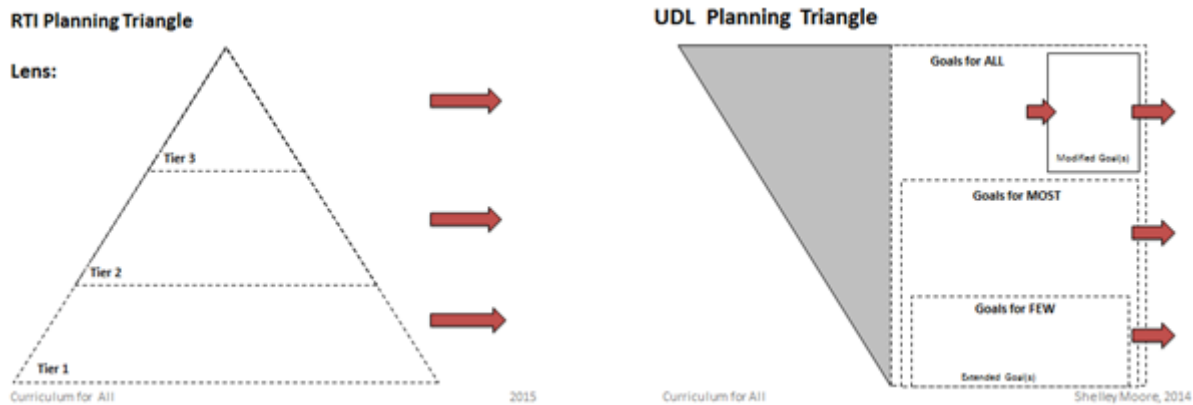 RTI Planning Triangle
Lens:
Tier 3
Tier 2
Tier 1
Curriculum for All
2015
UDL Planning Triangle
Goals for ALL
Modified Goal(s)
Goals for MOST
Goals for FEW
Extended Goal(s)
Curriculum for All
Shelley Moore, 2014